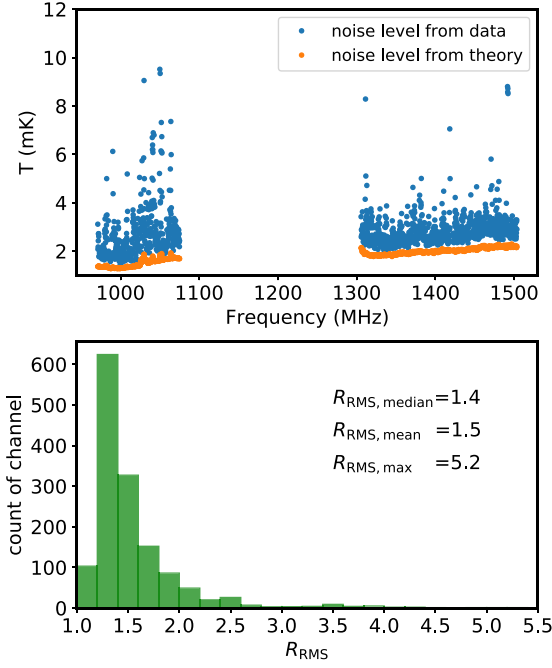 12
10
8
6
4
2
T (mK)
noise level from data
noise level from theory
1000 1100 1200 1300 1400 1500
Frequency (MHz)
600
500
400
300
200
100
0
count of channel
R_RMS, median=1.4
R_RMS, mean =1.5
R_RMS, max =5.2
1.0 1.5 2.0 2.5 3.0 3.5 4.0 4.5 5.0 5.5
R_RMS